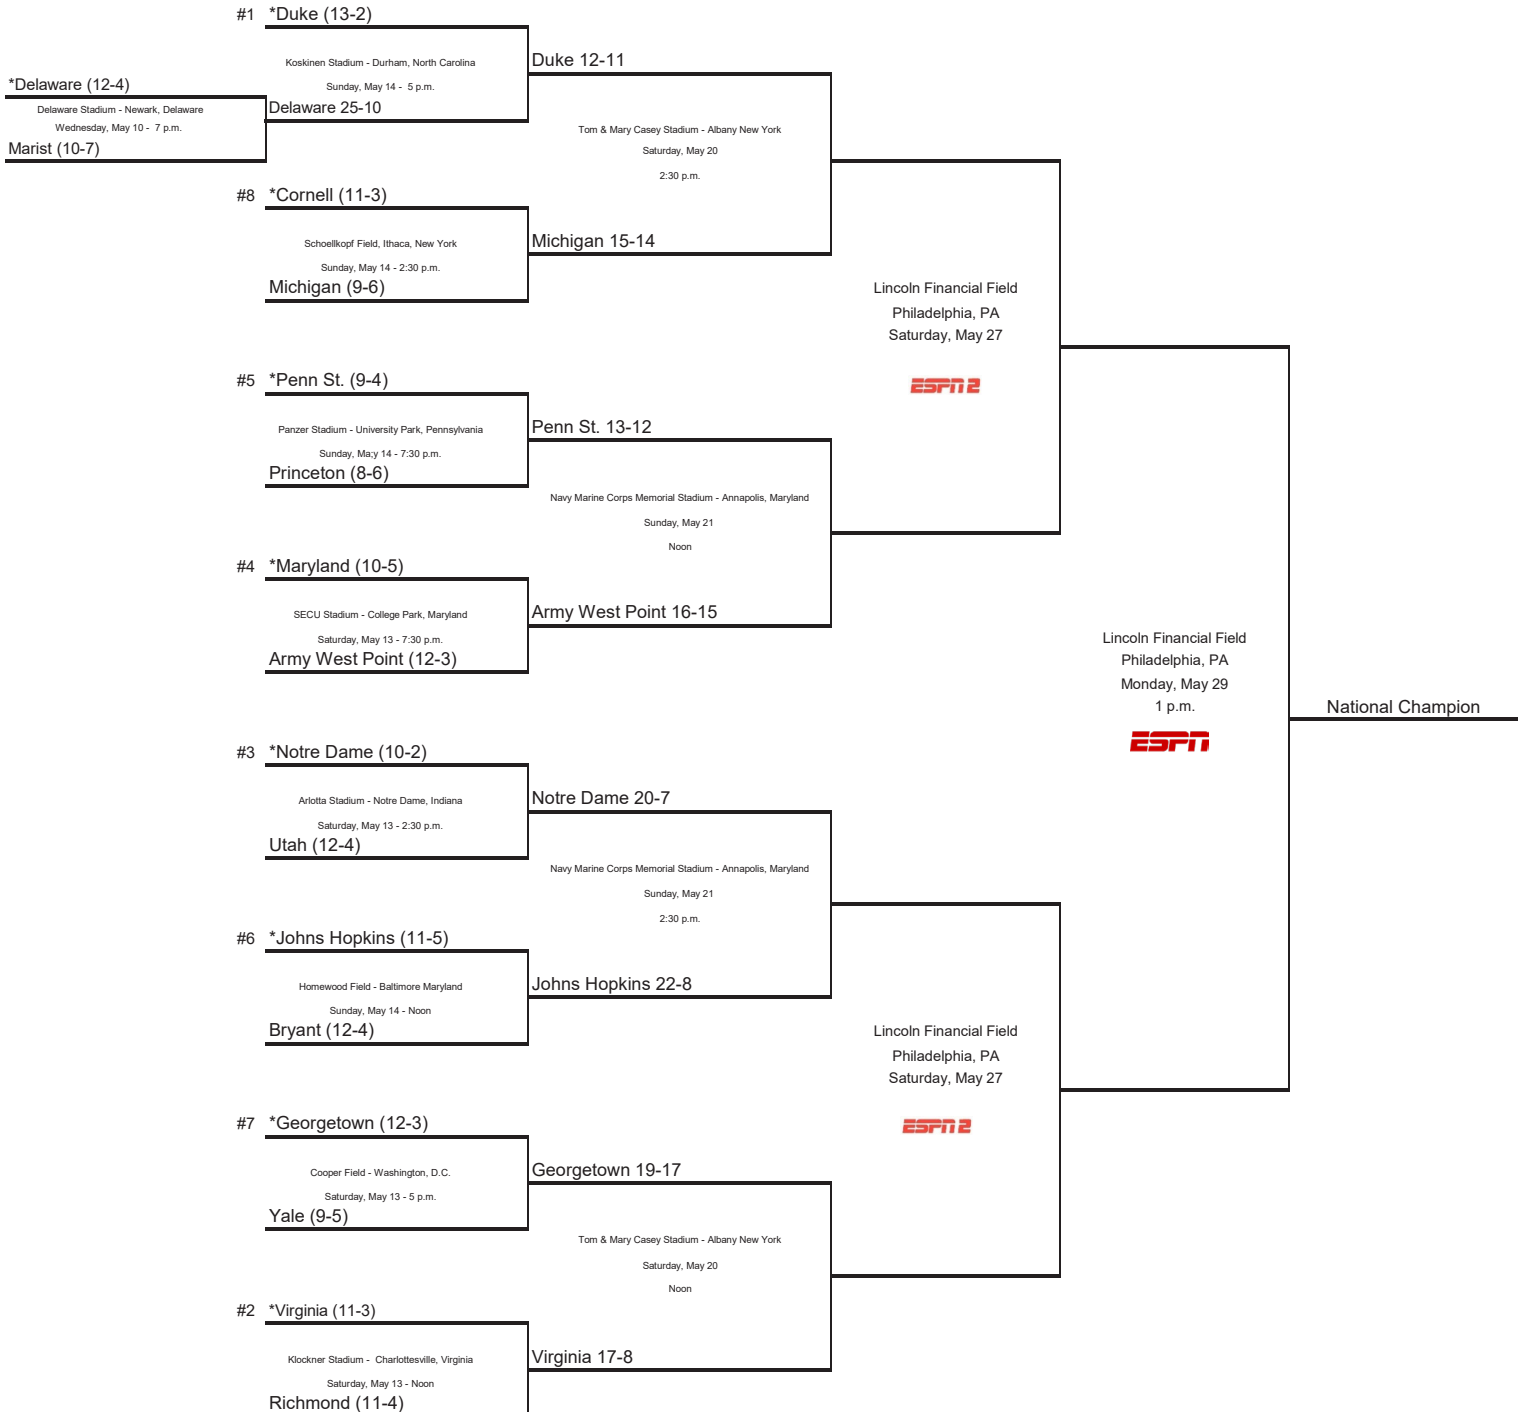 #1 *Duke (13-2)
Koskinen Stadium - Durham, North Carolina
Sunday, May 14 - 5 p.m.
Duke 12-11
*Delaware (12-4)
Delaware Stadium - Newark, Delaware
Wednesday, May 10 - 7 p.m.
Marist (10-7)
Delaware 25-10
Tom & Mary Casey Stadium - Albany New York
Saturday, May 20
2:30 p.m.
#8 *Cornell (11-3)
Schoellkopf Field, Ithaca, New York
Sunday, May 14 - 2:30 p.m.
Michigan (9-6)
Michigan 15-14
Lincoln Financial Field
Philadelphia, PA
Saturday, May 27
ESPN2
#5 *Penn St. (9-4)
Panzer Stadium - University Park, Pennsylvania
Sunday, Ma;y 14 - 7:30 p.m.
Princeton (8-6)
Penn St. 13-12
Navy Marine Corps Memorial Stadium - Annapolis, Maryland
Sunday, May 21
Noon
#4 *Maryland (10-5)
SECU Stadium - College Park, Maryland
Saturday, May 13 - 7:30 p.m.
Army West Point (12-3)
Army West Point 16-15
Lincoln Financial Field
Philadelphia, PA
Monday, May 29
1 p.m.
ESPN
National Champion
#3 *Notre Dame (10-2)
Arlotta Stadium - Notre Dame, Indiana
Saturday, May 13 - 2:30 p.m.
Utah (12-4)
Notre Dame 20-7
Navy Marine Corps Memorial Stadium - Annapolis, Maryland
Sunday, May 21
2:30 p.m.
#6 *Johns Hopkins (11-5)
Homewood Field - Baltimore Maryland
Sunday, May 14 - Noon
Bryant (12-4)
Johns Hopkins 22-8
Lincoln Financial Field
Philadelphia, PA
Saturday, May 27
ESPN2
#7 *Georgetown (12-3)
Cooper Field - Washington, D.C.
Saturday, May 13 - 5 p.m.
Yale (9-5)
Georgetown 19-17
Tom & Mary Casey Stadium - Albany New York
Saturday, May 20
Noon
#2 *Virginia (11-3)
Klockner Stadium - Charlottesville, Virginia
Saturday, May 13 - Noon
Richmond (11-4)
Virginia 17-8